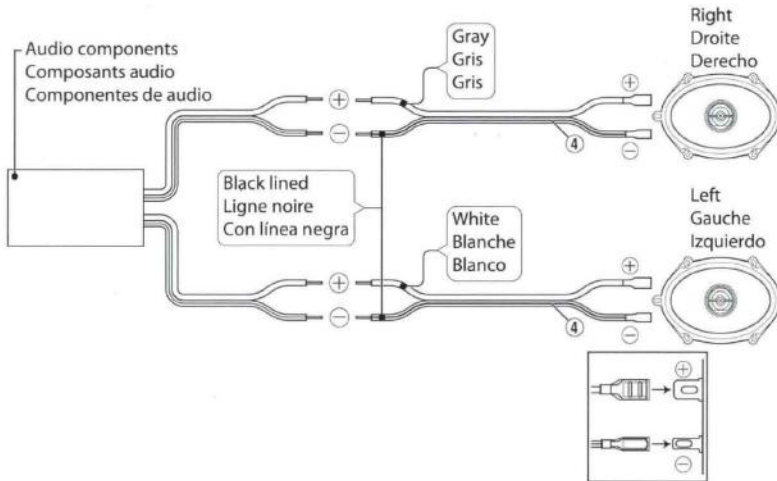 Audio components
Composants audio
Componentes de audio
Gray
Gris
Gris
Right
Droite
Derecho
+
+
−
4
−
Black lined
Ligne noire
Con línea negra
White
Blanche
Blanco
Left
Gauche
Izquierdo
+
+
−
4
−
+
−